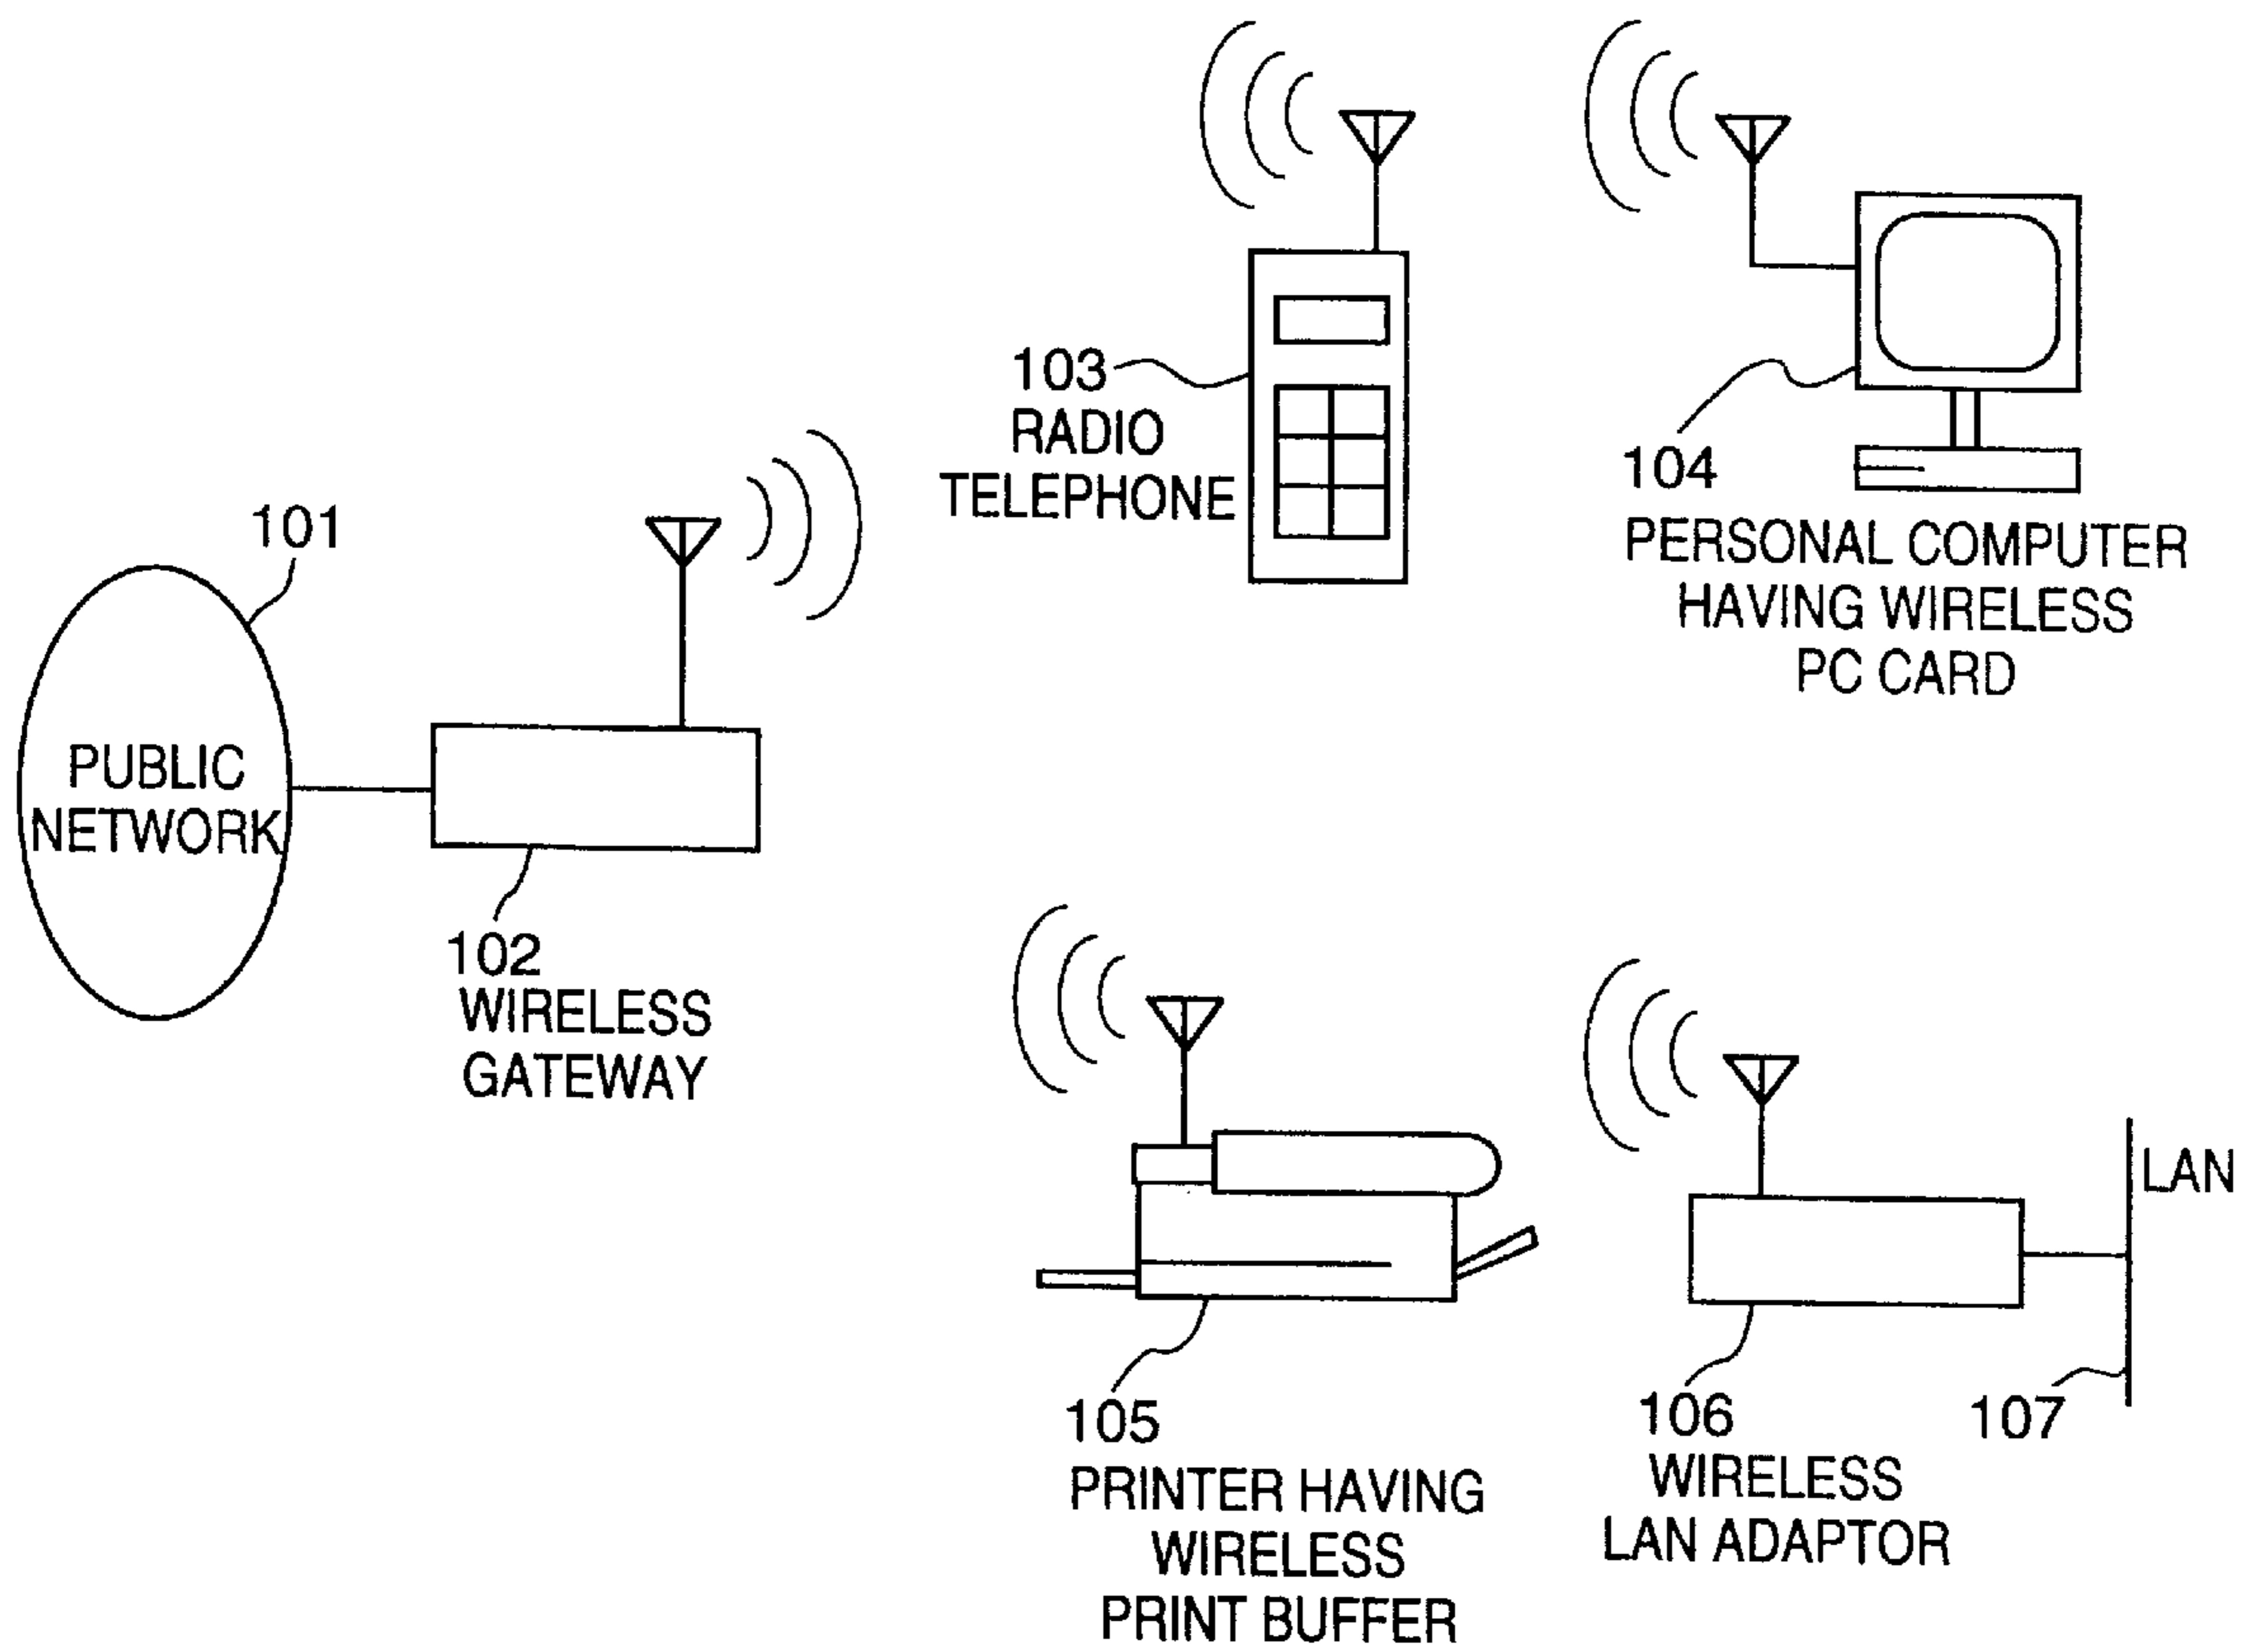 101
PUBLIC
NETWORK
102
WIRELESS
GATEWAY
103
RADIO
TELEPHONE
104
PERSONAL COMPUTER
HAVING WIRELESS
PC CARD
105
PRINTER HAVING
WIRELESS
PRINT BUFFER
106
WIRELESS
LAN ADAPTOR
LAN
107